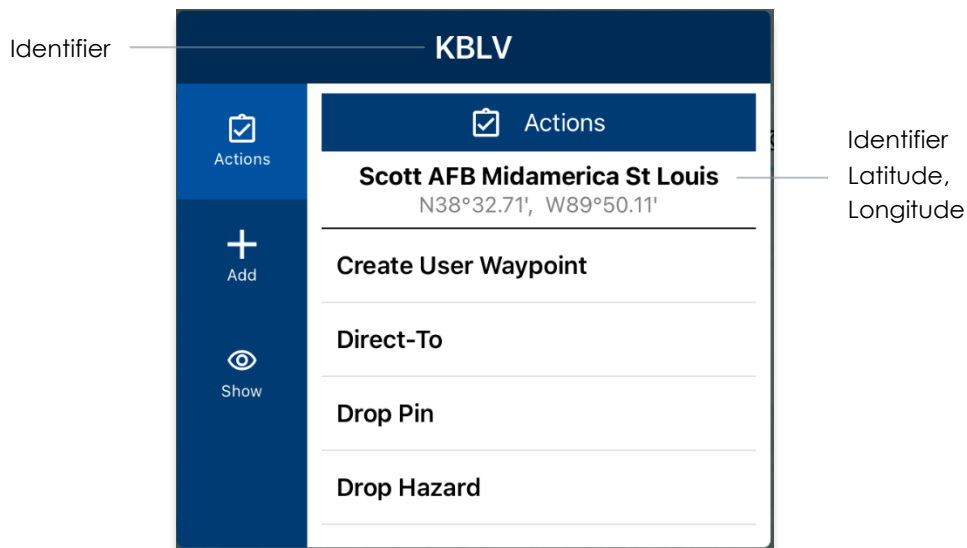 Identifier
KBLV
Actions
Add
Show
Actions
Scott AFB Midamerica St Louis
N38°32.71', W89°50.11'
Create User Waypoint
Direct-To
Drop Pin
Drop Hazard
Identifier
Latitude,
Longitude